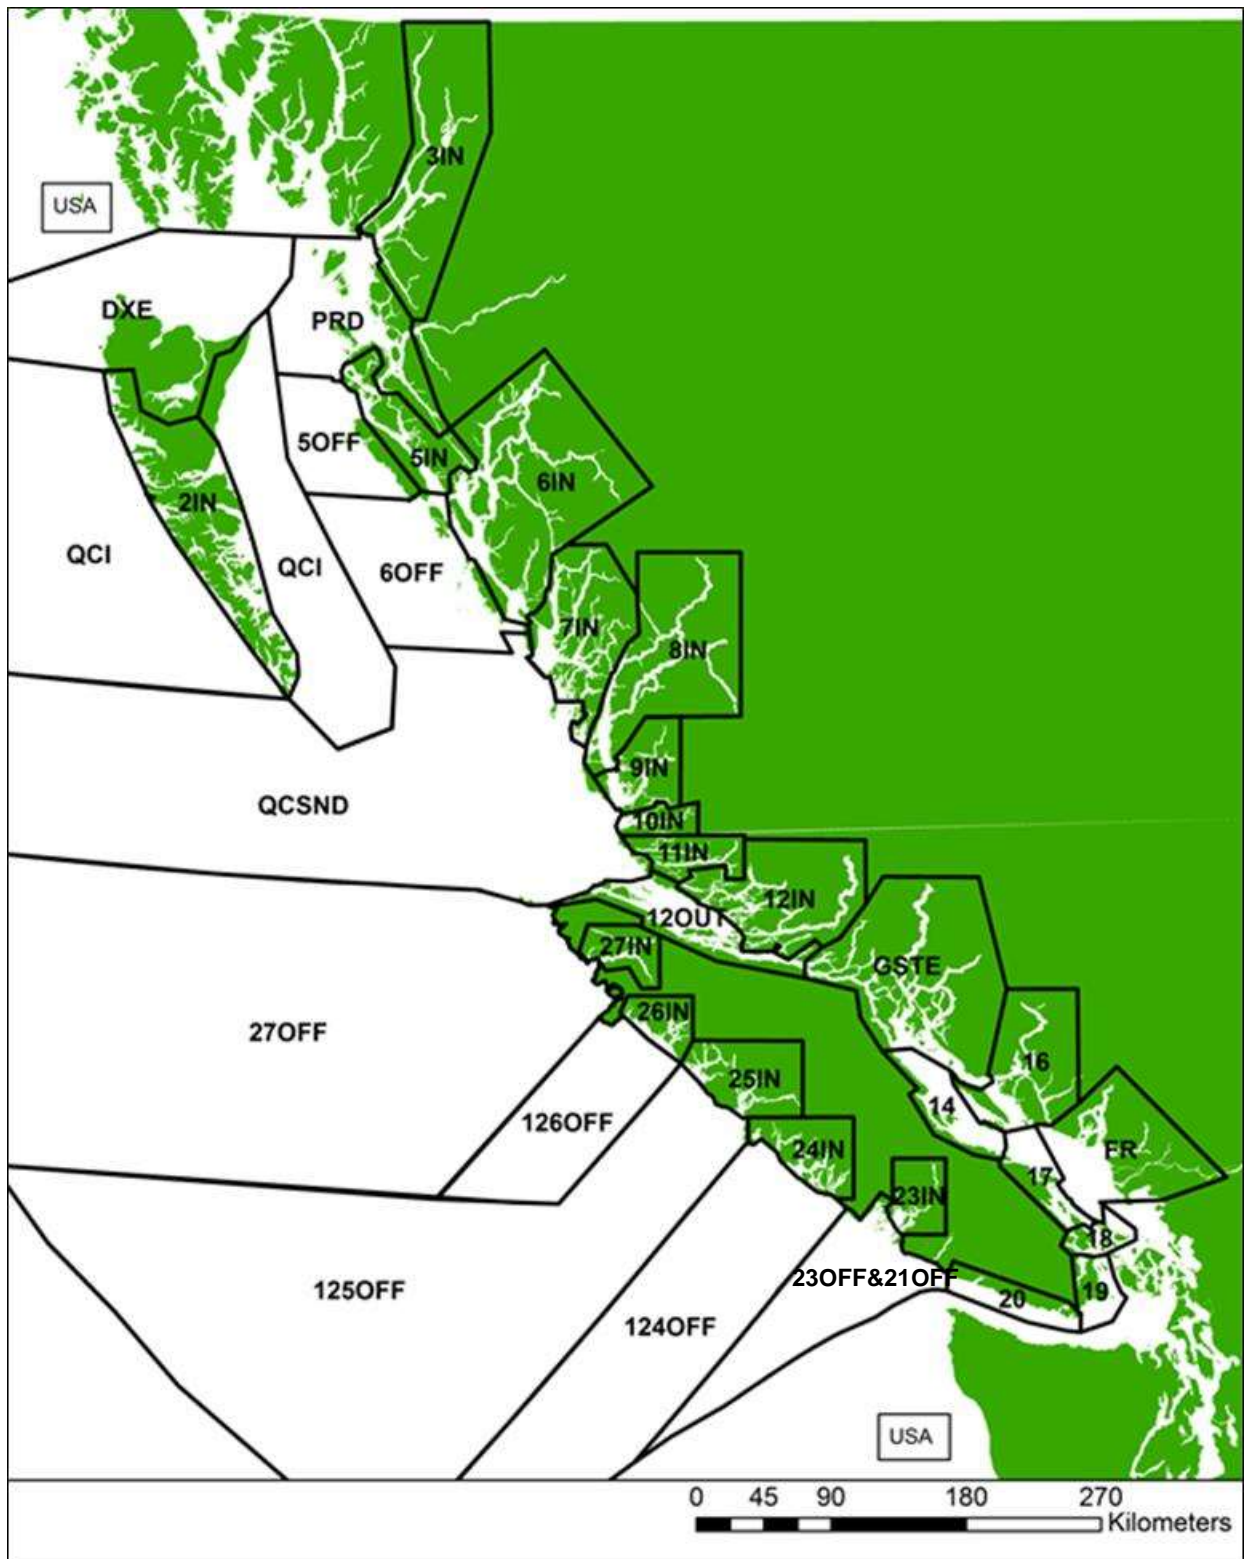 3IN
USA
DXE
PRD
5OFF
5IN
6IN
2IN
QCI
QCI
6OFF
7IN
8IN
9IN
QCSND
10IN
11IN
12IN
12OUT
27IN
GSTE
26IN
27OFF
16
25IN
14
126OFF
24IN
FR
17
23IN
18
23OFF&21OFF
125OFF
19
20
124OFF
USA
0 45 90 180 270
Kilometers